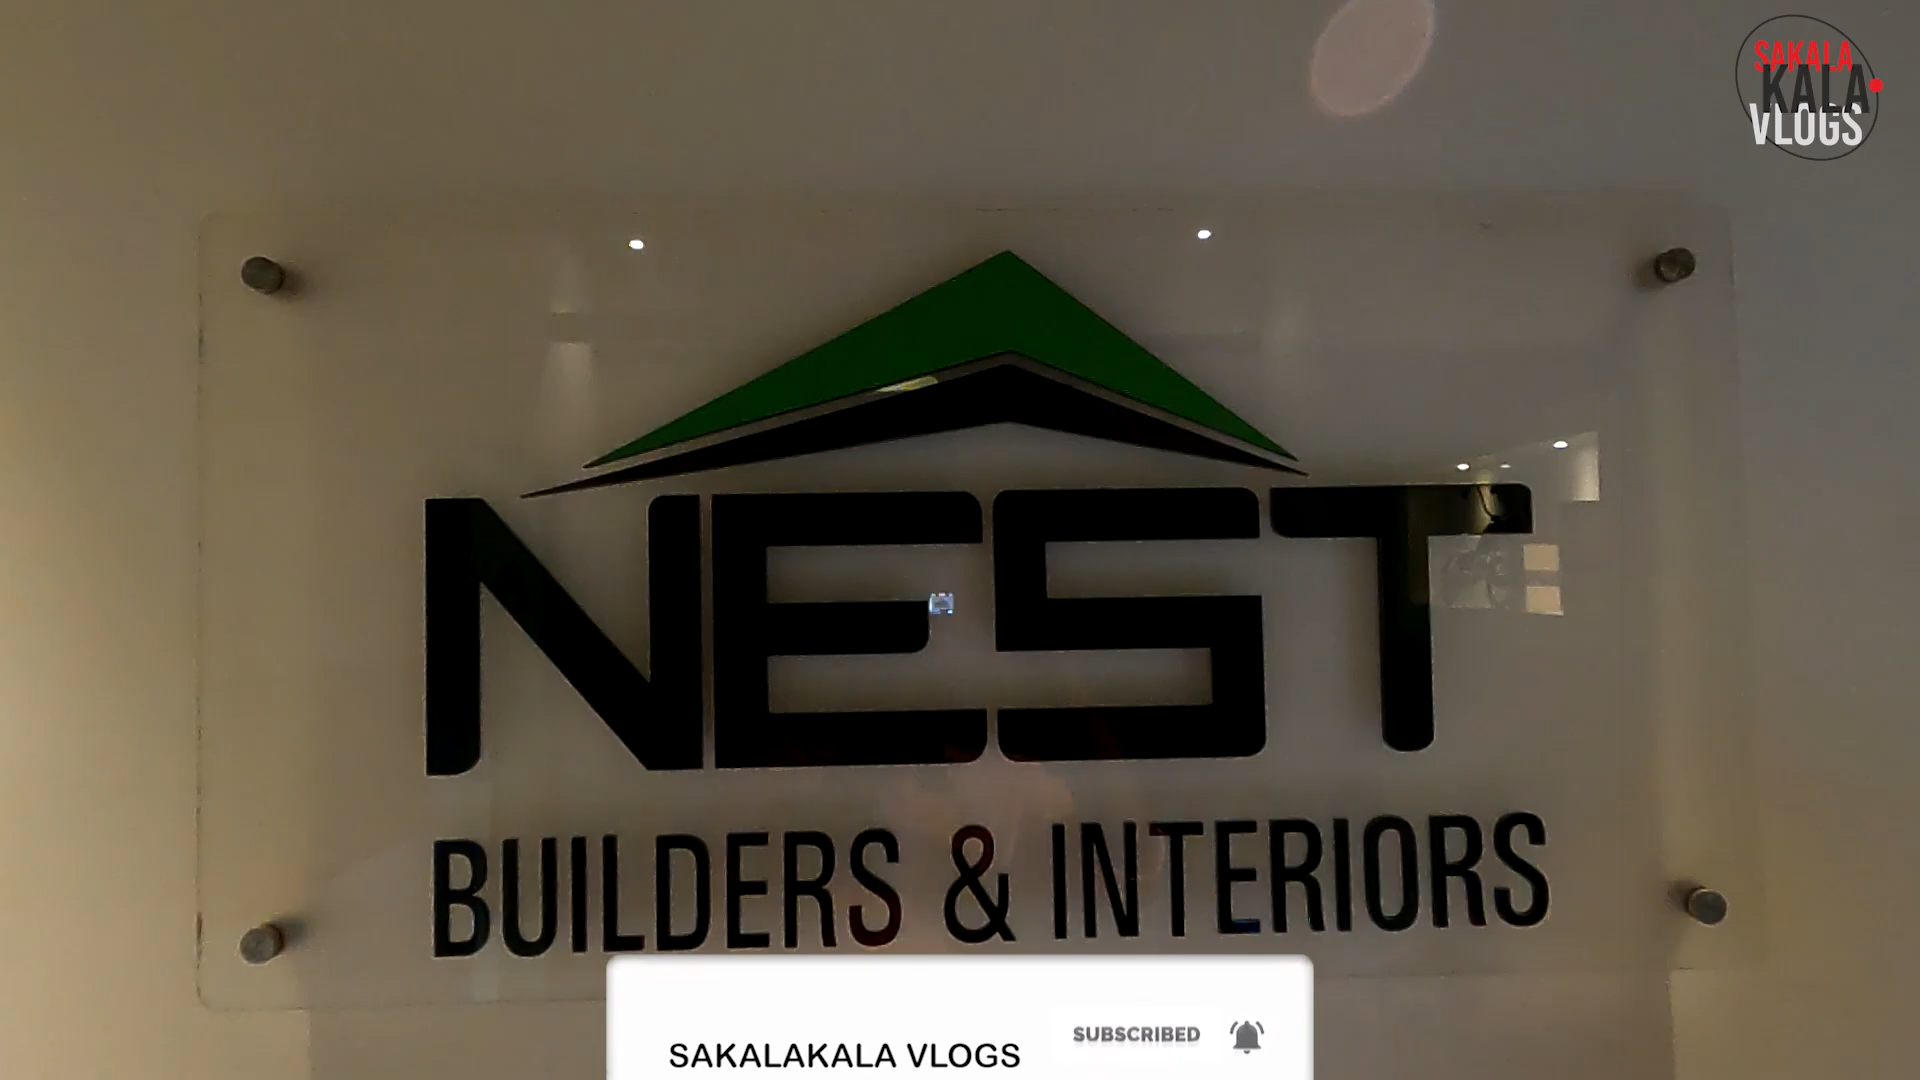 SAKALA
KALA
VLOGS
NEST
BUILDERS & INTERIORS
SUBSCRIBED
SAKALAKALA VLOGS